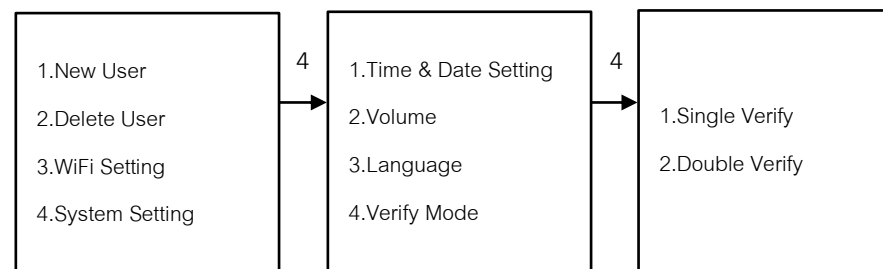 1.New User
2.Delete User
3.WiFi Setting
4.System Setting
4
1.Time & Date Setting
2.Volume
3.Language
4.Verify Mode
4
1.Single Verify
2.Double Verify